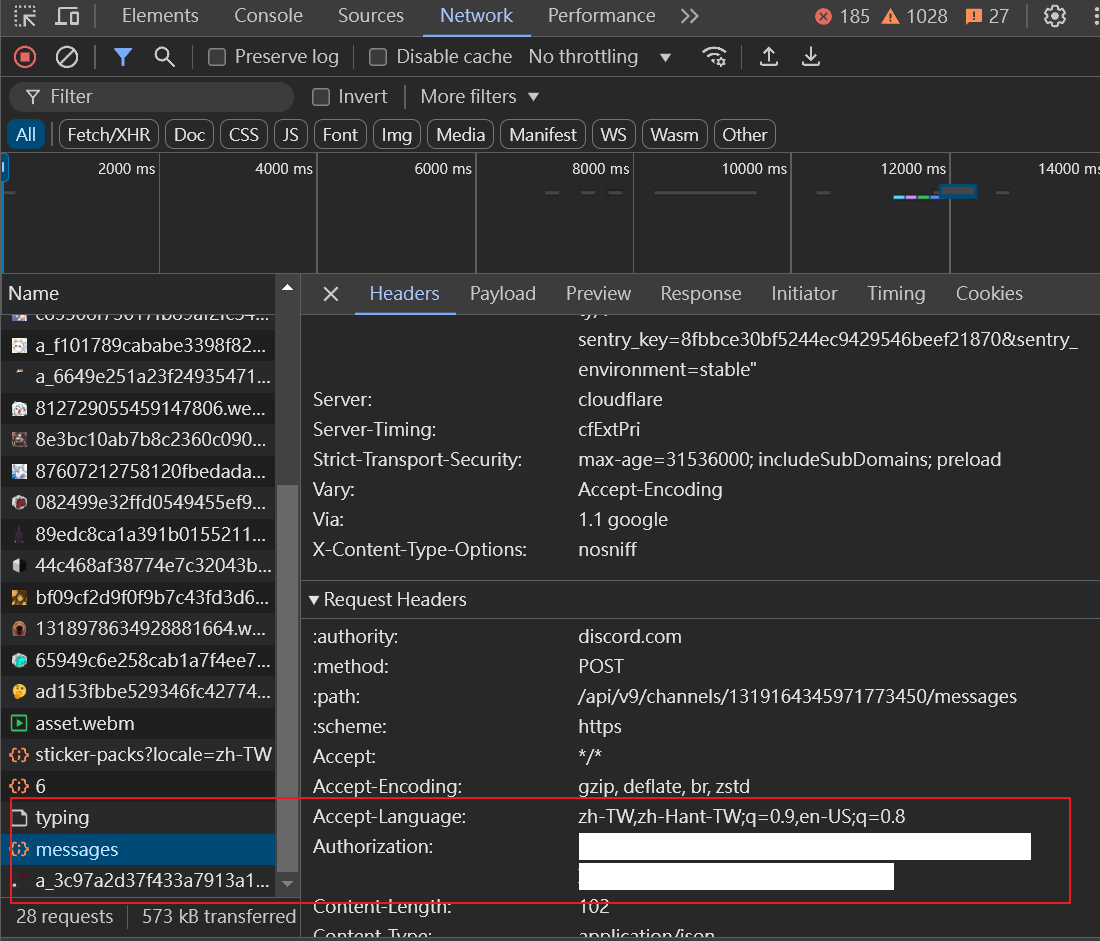 Elements Console Sources Network Performance 185 1028 27
Preserve log Disable cache No throttling
Filter Invert More filters
All Fetch/XHR Doc CSS JS Font Img Media Manifest WS Wasm Other
2000 ms 4000 ms 6000 ms 8000 ms 10000 ms 12000 ms 14000 ms
Name
a_f101789cababe3398f82...
a_6649e251a23f24935471...
812729055459147806.we...
8e3bc10ab7b8c2360c090...
87607212758120fbedada...
082499e32ffd0549455ef9...
89edc8ca1a391b0155211...
44c468af38774e7c32043b...
bf09cf2d9f0f9b7c43fd3d6...
1318978634928881664.w...
65949c6e258cab1a7f4ee7...
ad153fbbe529346fc42774...
asset.webm
sticker-packs?locale=zh-TW
6
typing
messages
a_3c97a2d37f433a7913a1...
28 requests 573 kB transferred
Headers Payload Preview Response Initiator Timing Cookies
sentry_key=8fbbce30bf5244ec9429546beef21870&sentry_
environment=stable"
Server: cloudflare
Server-Timing: cfExtPri
Strict-Transport-Security: max-age=31536000; includeSubDomains; preload
Vary: Accept-Encoding
Via: 1.1 google
X-Content-Type-Options: nosniff
Request Headers
:authority: discord.com
:method: POST
:path: /api/v9/channels/1319164345971773450/messages
:scheme: https
Accept: */*
Accept-Encoding: gzip, deflate, br, zstd
Accept-Language: zh-TW,zh-Hant-TW;q=0.9,en-US;q=0.8
Authorization:
Content-Length: 102
Content-Type: application/json